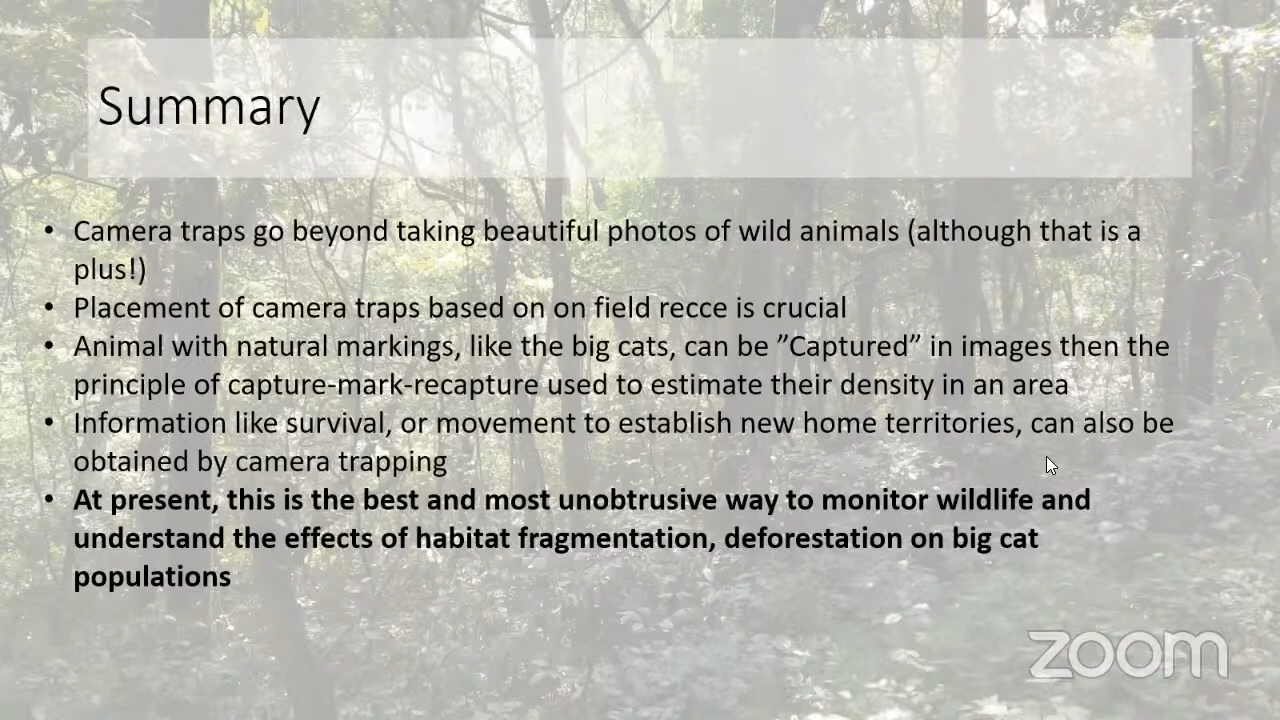 Summary
• Camera traps go beyond taking beautiful photos of wild animals (although that is a
plus!)
• Placement of camera traps based on on field recce is crucial
• Animal with natural markings, like the big cats, can be ”Captured” in images then the
principle of capture-mark-recapture used to estimate their density in an area
• Information like survival, or movement to establish new home territories, can also be
obtained by camera trapping
• At present, this is the best and most unobtrusive way to monitor wildlife and
understand the effects of habitat fragmentation, deforestation on big cat
populations
zoom